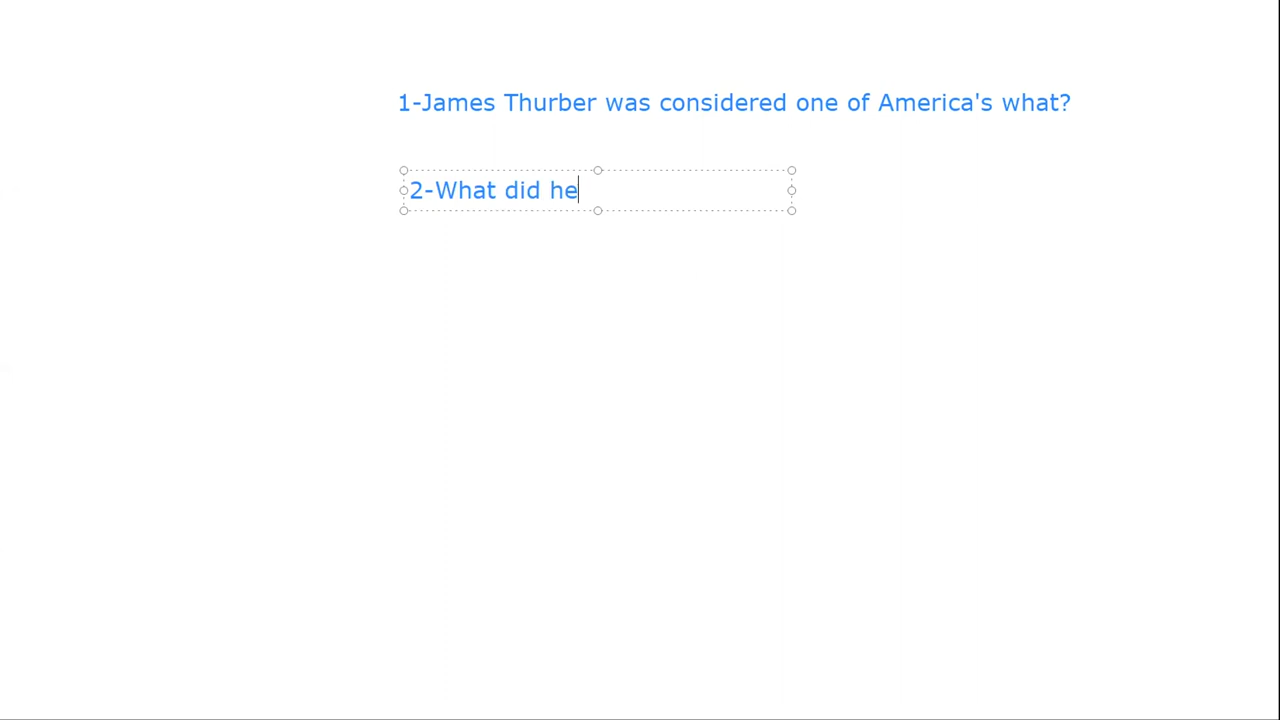 1-James Thurber was considered one of America's what?
2-What did he